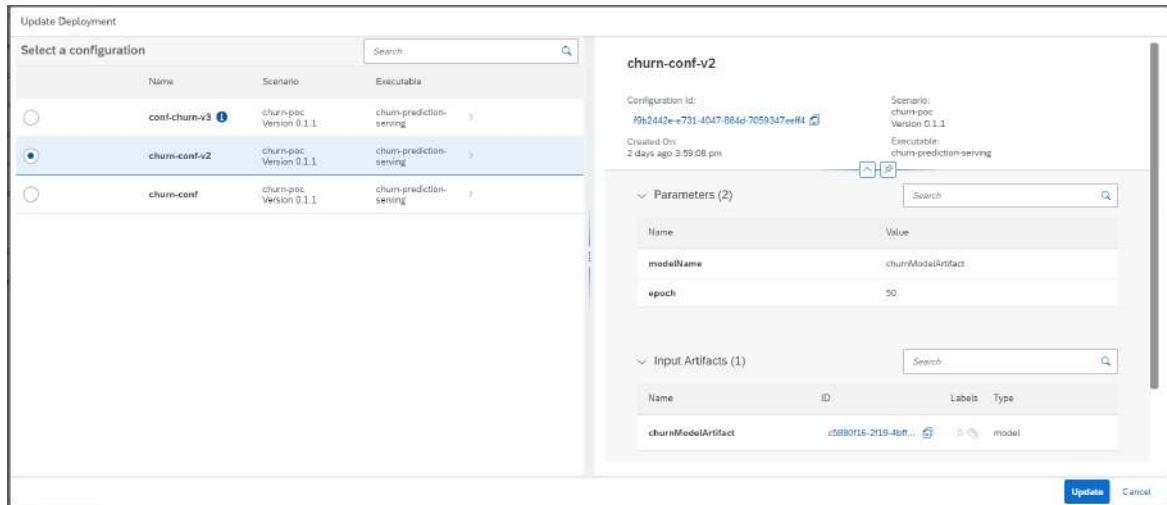 Update Deployment
Select a configuration
Search
Name Scenario Executable
conf-churn-v3 churn-poc Version 0.1.1 churn-prediction-serving
churn-conf-v2 churn-poc Version 0.1.1 churn-prediction-serving
churn-conf churn-poc Version 0.1.1 churn-prediction-serving
churn-conf-v2
Configuration Id:
f9b2442e-e731-4047-884d-7059347eeff4
Created On:
2 days ago 3:59:08 pm
Scenario:
churn-poc
Version 0.1.1
Executable:
churn-prediction-serving
Parameters (2)
Search
Name Value
modelName churnModelArtifact
epoch 50
Input Artifacts (1)
Search
Name ID Labels Type
churnModelArtifact c5880f16-2f19-4bff... 0 model
Update Cancel